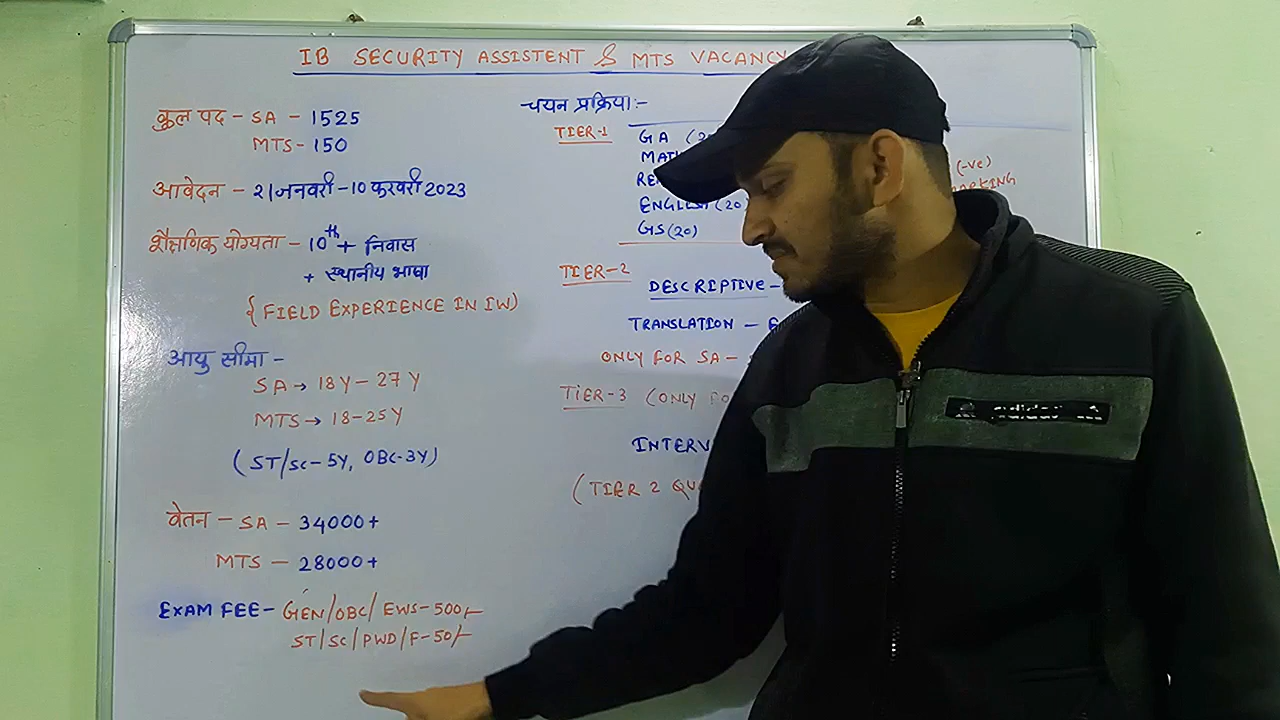 IB SECURITY ASSISTENT & MTS VACANCY
कुल पद - SA - 1525
MTS - 150
आवेदन - 21 जनवरी - 10 फरवरी 2023
शैक्षणिक योग्यता - 10th + निवास
+ स्थानीय भाषा
{FIELD EXPERIENCE IN IW)
आयु सीमा -
SA → 18Y - 27Y
MTS → 18-25Y
(ST/SC-5Y, OBC-3Y)
वेतन - SA - 34000+
MTS - 28000+
EXAM FEE - GEN/OBC/EWS-500/-
ST/SC/PWD/F-50/-
चयन प्रक्रिया:-
TIER-1
GA
(-ve)
ENGLISH (20)
GS (20)
TIER-2
DESCRIPTIVE -
TRANSLATION -
ONLY FOR SA -
TIER-3 (ONLY
(TIER 2
adidas